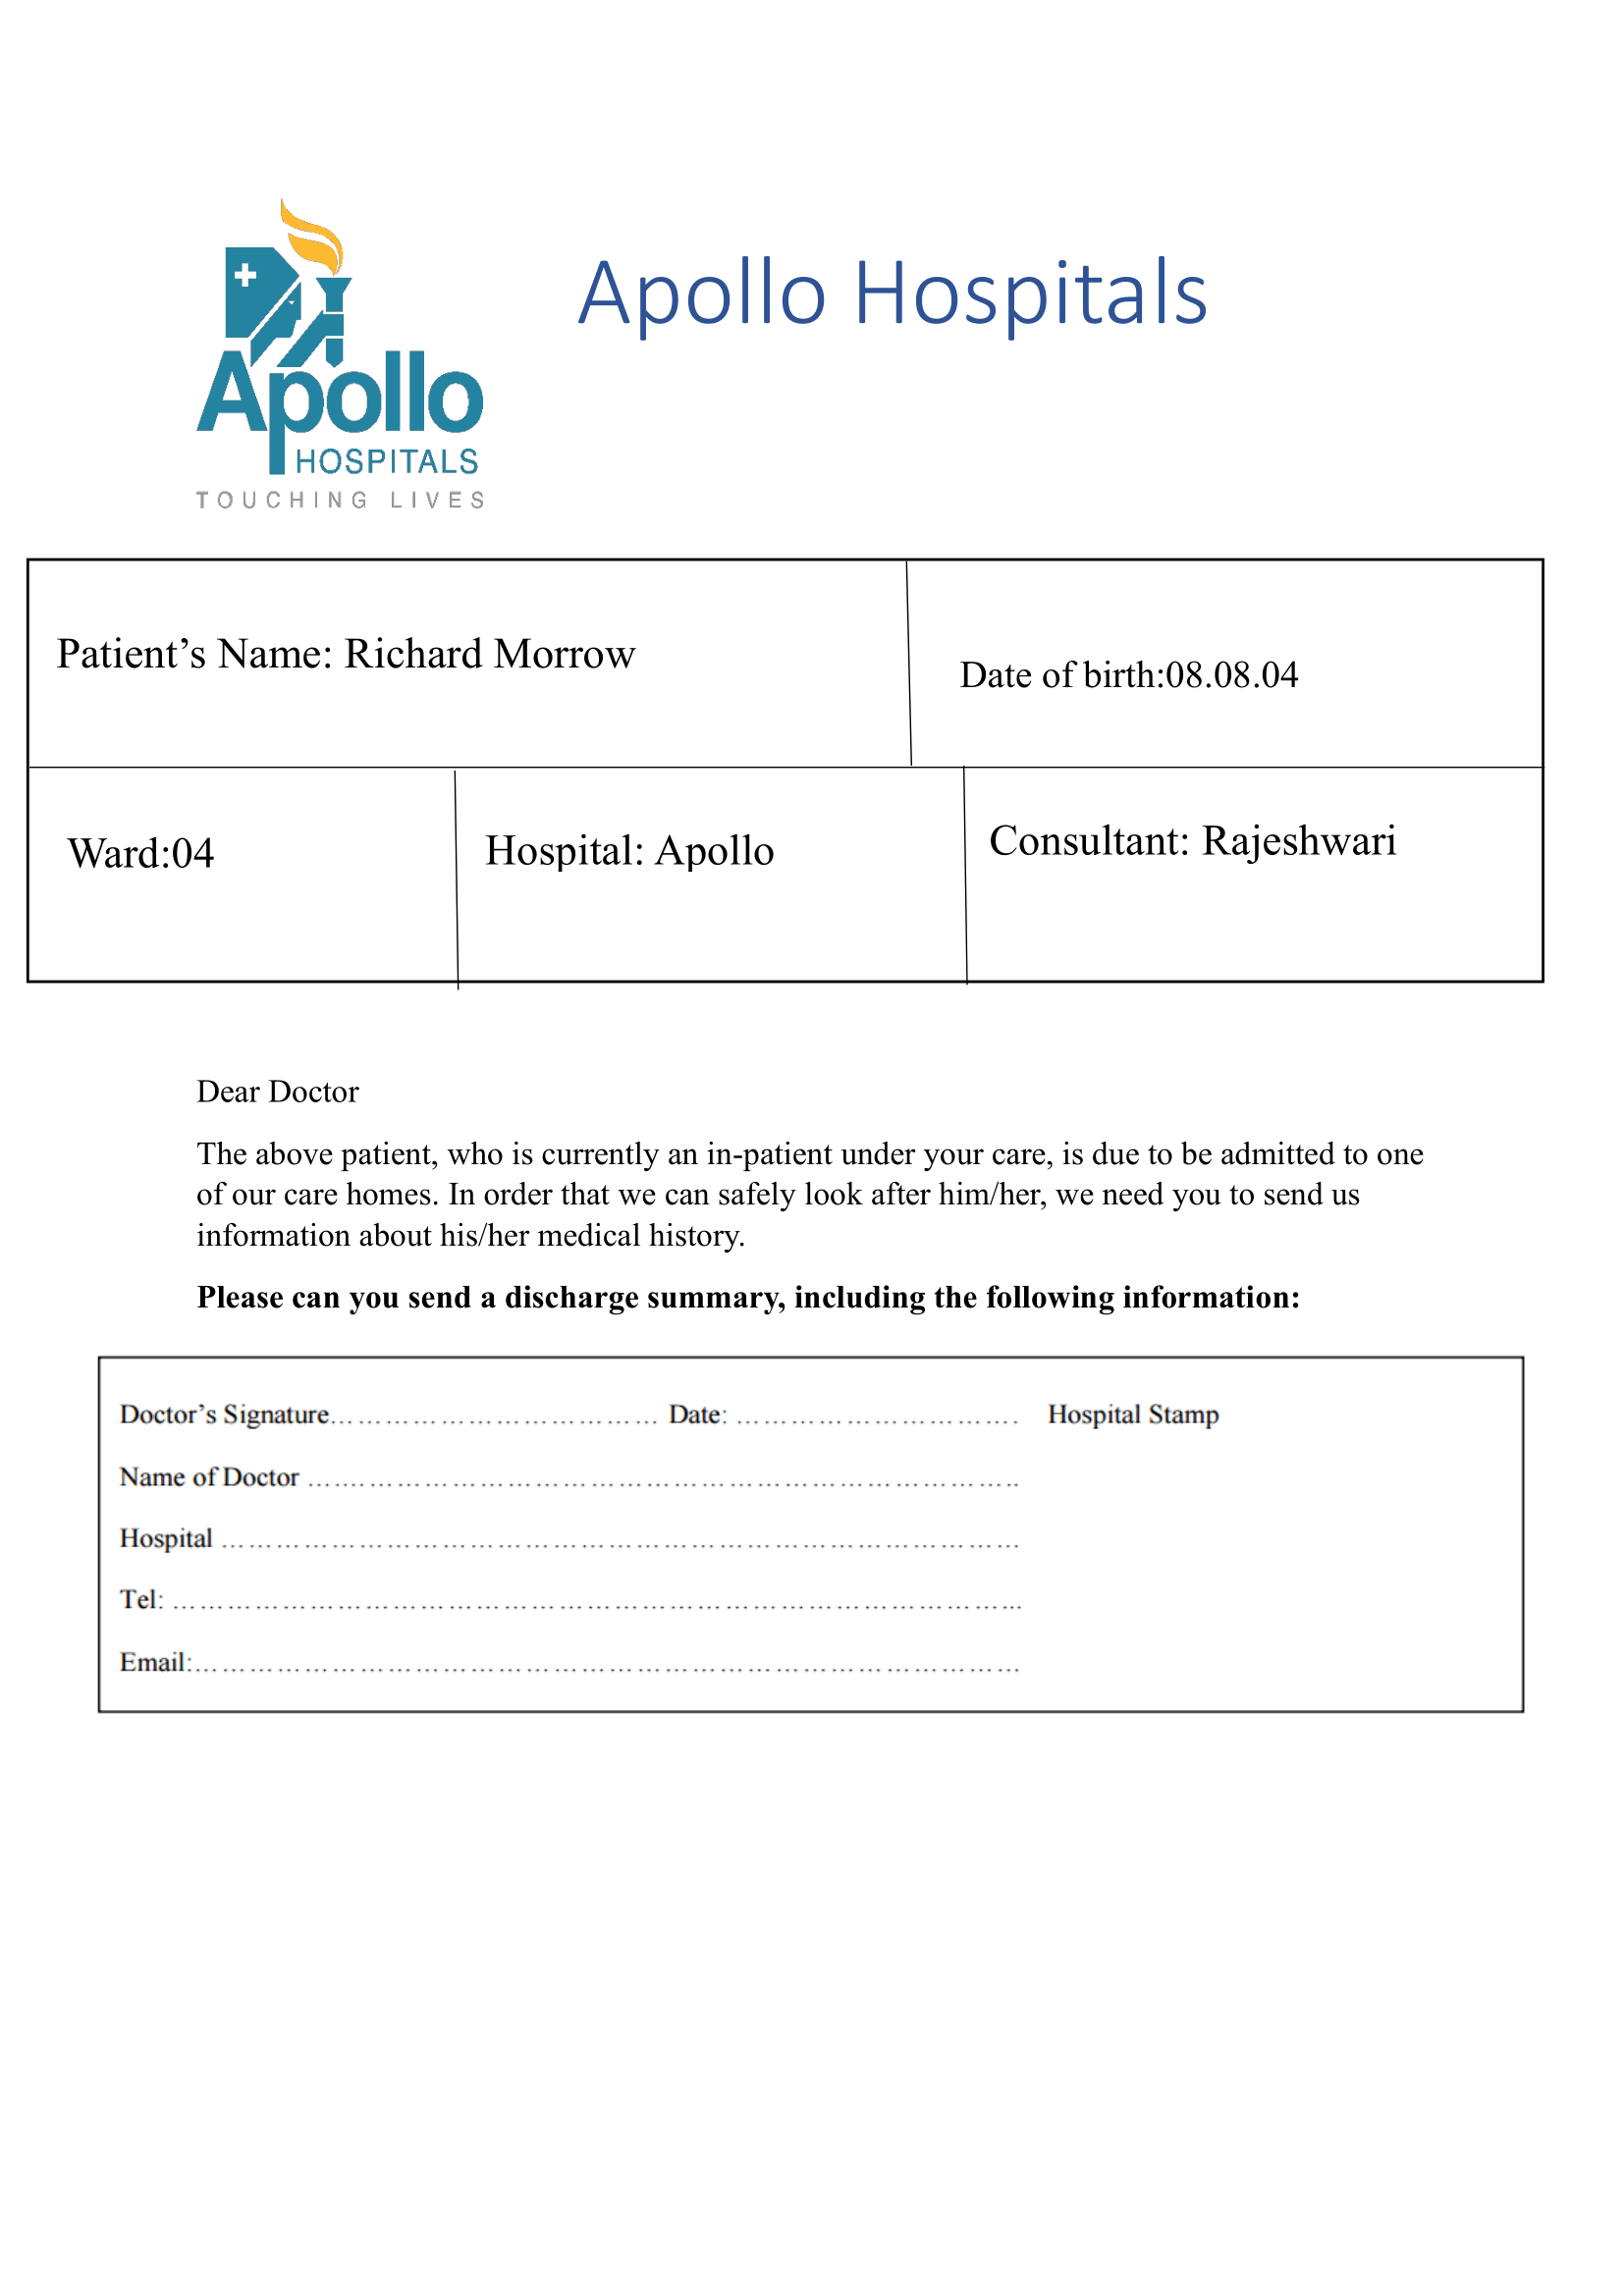 Apollo Hospitals
Apollo
HOSPITALS
TOUCHING LIVES
Patient’s Name: Richard Morrow
Date of birth:08.08.04
Ward:04
Hospital: Apollo
Consultant: Rajeshwari
Dear Doctor
The above patient, who is currently an in-patient under your care, is due to be admitted to one
of our care homes. In order that we can safely look after him/her, we need you to send us
information about his/her medical history.
Please can you send a discharge summary, including the following information:
Doctor’s Signature……………………………… Date: …………………………. Hospital Stamp
Name of Doctor ….…………………………………………………………………..
Hospital ……………………………………………………………………………
Tel: ………………………………………………………………………………...
Email:………………………………………………………………………………